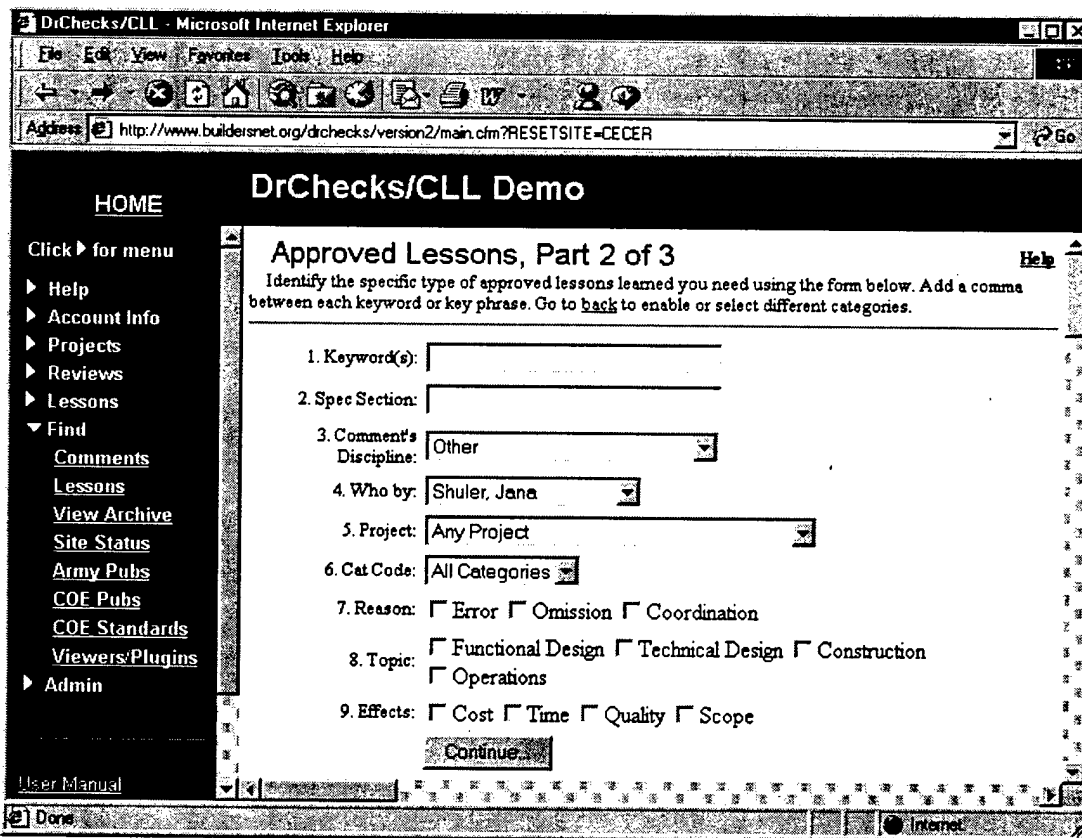 DrChecks/CLL - Microsoft Internet Explorer
File Edit View Favorites Tools Help
Address http://www.buildersnet.org/drchecks/version2/main.cfm?RESETSITE=CECER Go
HOME
DrChecks/CLL Demo
Click for menu
Help
Account Info
Projects
Reviews
Lessons
Find
Comments
Lessons
View Archive
Site Status
Army Pubs
COE Pubs
COE Standards
Viewers/Plugins
Admin
User Manual
Approved Lessons, Part 2 of 3 Help
Identify the specific type of approved lessons learned you need using the form below. Add a comma
between each keyword or key phrase. Go to back to enable or select different categories.
1. Keyword(s):
2. Spec Section:
3. Comment's
Discipline: Other
4. Who by: Shuler, Jana
5. Project: Any Project
6. Cat Code: All Categories
7. Reason: Error Omission Coordination
8. Topic: Functional Design Technical Design Construction
Operations
9. Effects: Cost Time Quality Scope
Continue...
Done Internet